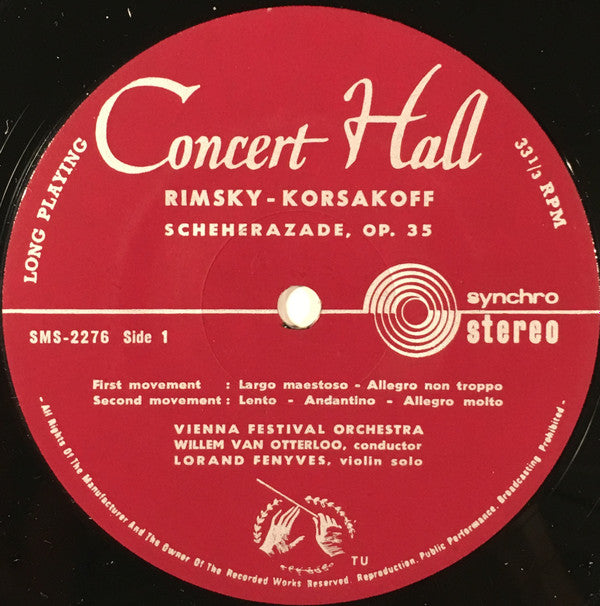 Concert Hall
LONG PLAYING
33 1/3 RPM
RIMSKY-KORSAKOFF
SCHEHERAZADE, OP. 35
synchro
stereo
SMS-2276 Side 1
First movement : Largo maestoso - Allegro non troppo
Second movement : Lento - Andantino - Allegro molto
VIENNA FESTIVAL ORCHESTRA
WILLEM VAN OTTERLOO, conductor
LORAND FENYVES, violin solo
TU
- All Rights Of The Manufacturer And The Owner Of The Recorded Works Reserved. Reproduction, Public Performance, Broadcasting Prohibited -